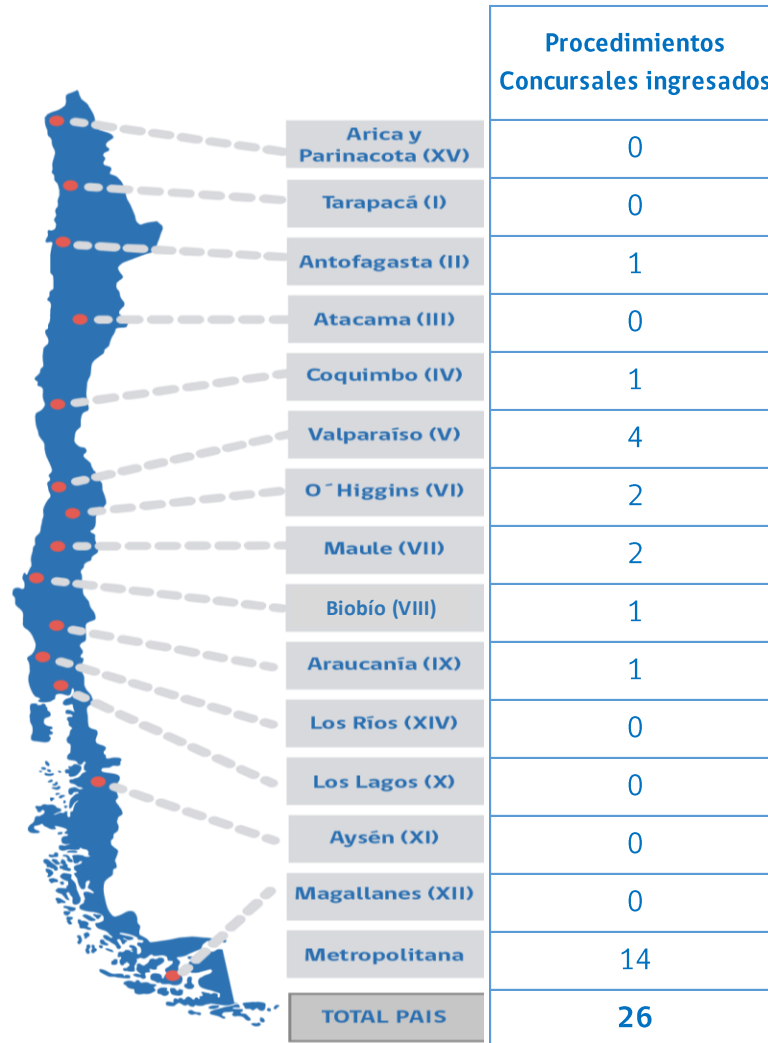 Procedimientos
Concursales ingresados
Arica y
Parinacota (XV)
0
Tarapacá (I)
0
Antofagasta (II)
1
Atacama (III)
0
Coquimbo (IV)
1
Valparaíso (V)
4
O´Higgins (VI)
2
Maule (VII)
2
Biobío (VIII)
1
Araucanía (IX)
1
Los Ríos (XIV)
0
Los Lagos (X)
0
Aysén (XI)
0
Magallanes (XII)
0
Metropolitana
14
TOTAL PAIS
26